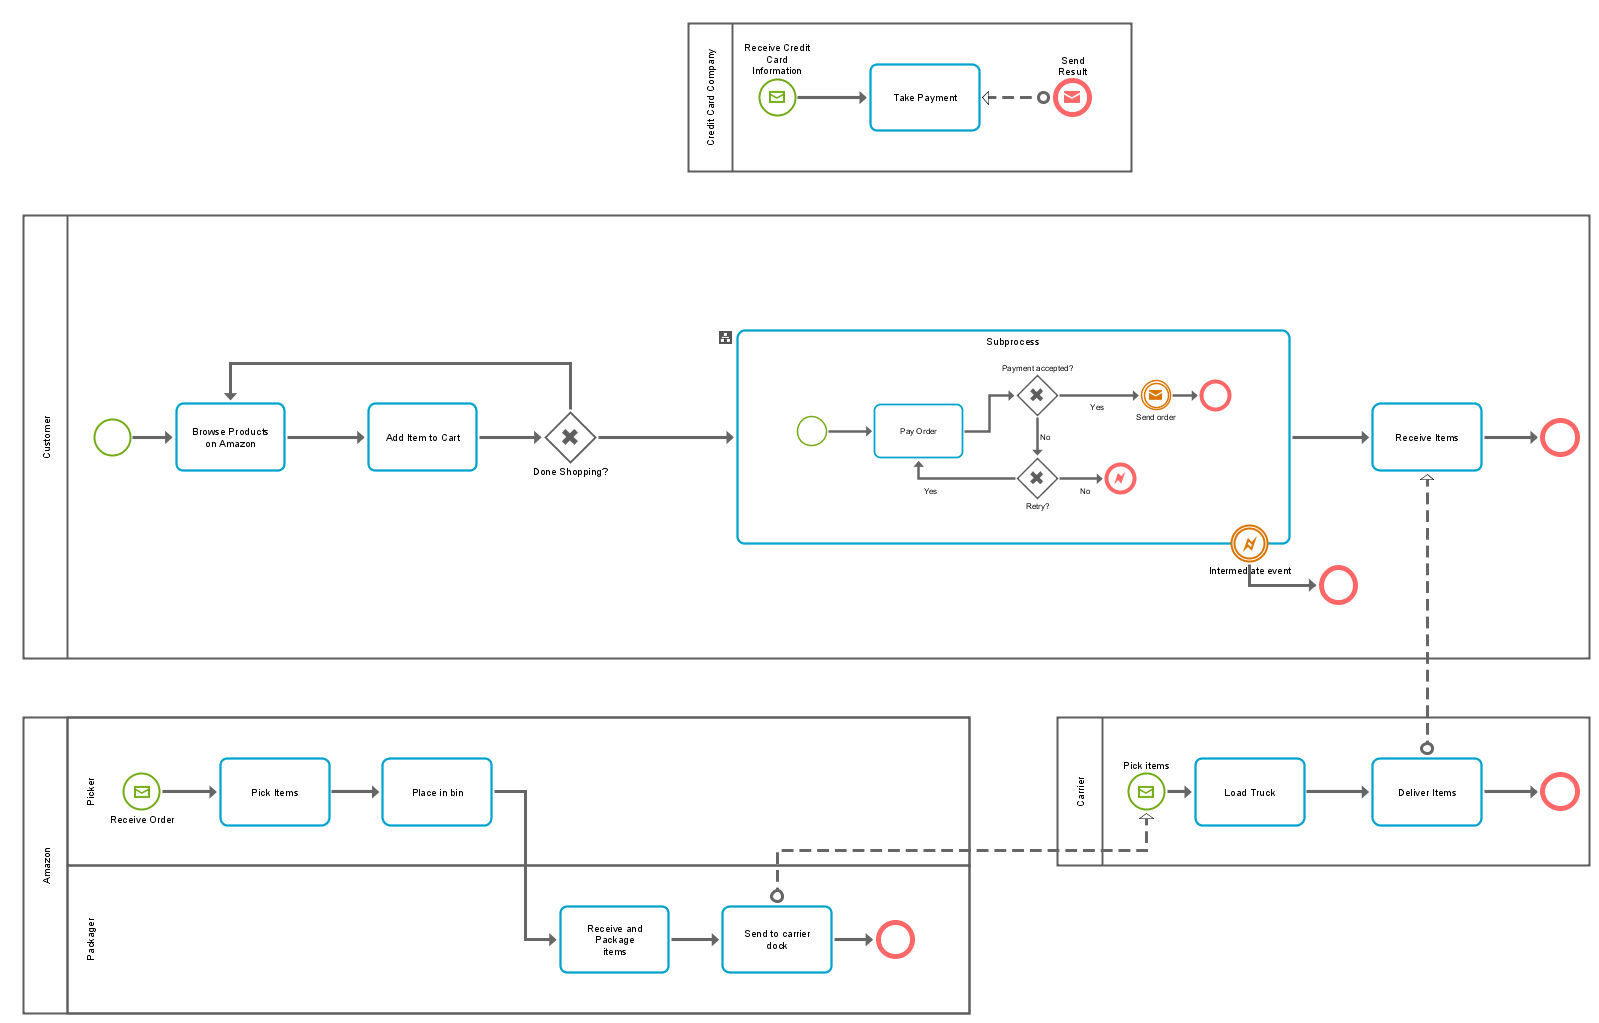 Credit Card Company
Receive Credit
Card
Information
Take Payment
Send
Result
Customer
Browse Products
on Amazon
Add Item to Cart
Done Shopping?
Subprocess
Pay Order
Payment accepted?
Yes
Send order
No
Retry?
Yes
No
Intermediate event
Receive Items
Amazon
Picker
Receive Order
Pick Items
Place in bin
Packager
Receive and
Package
items
Send to carrier
dock
Carrier
Pick items
Load Truck
Deliver Items